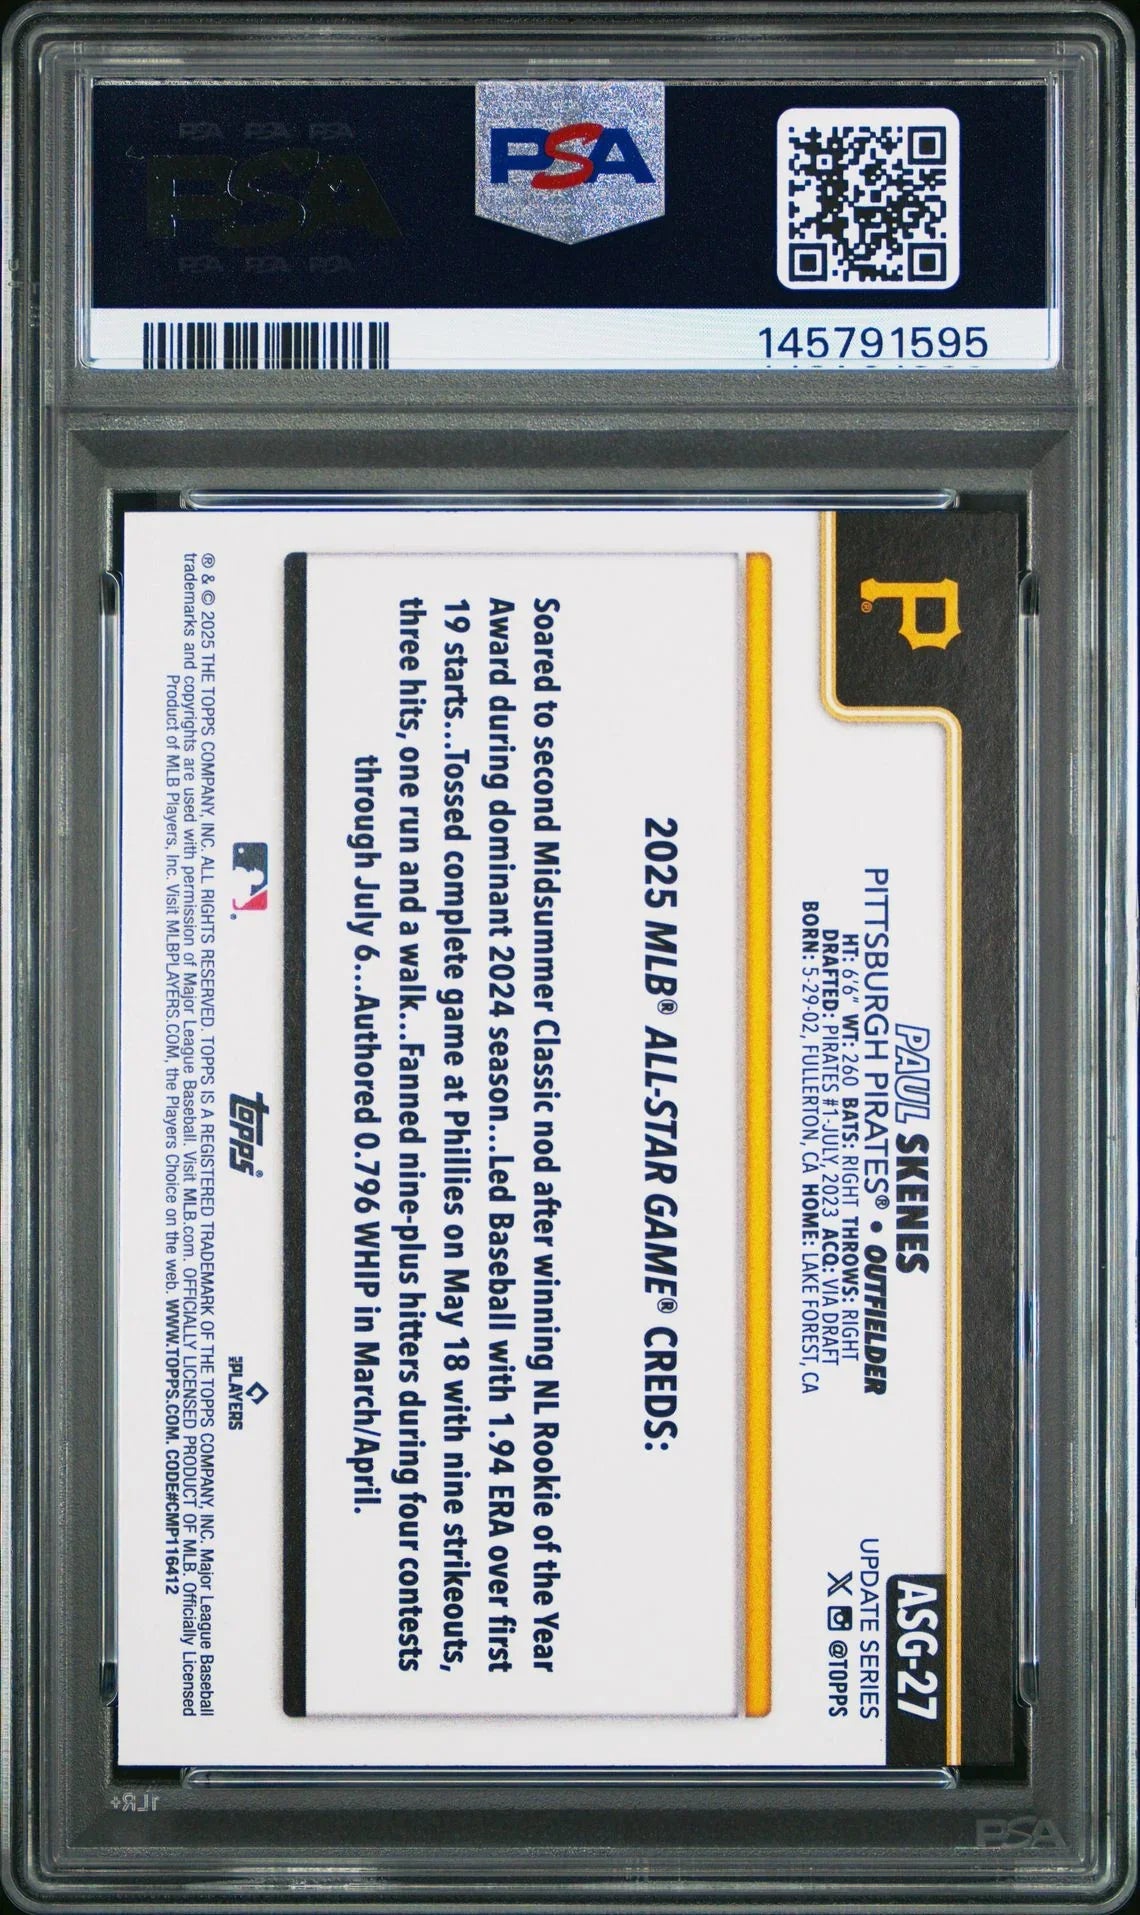 PSA PSA PSA
PSA
PSA PSA PSA
PSA
145791595
ASG-27
PAUL SKENES
UPDATE SERIES
PITTSBURGH PIRATES® • OUTFIELDER
X @TOPPS
HT: 6'6" WT: 260 BATS: RIGHT THROWS: RIGHT
DRAFTED: PIRATES #1-JULY, 2023 ACQ: VIA DRAFT
BORN: 5-29-02, FULLERTON, CA HOME: LAKE FOREST, CA
P®
2025 MLB® ALL-STAR GAME® CREDS:
Soared to second Midsummer Classic nod after winning NL Rookie of the Year
Award during dominant 2024 season...Led Baseball with 1.94 ERA over first
19 starts...Tossed complete game at Phillies on May 18 with nine strikeouts,
three hits, one run and a walk...Fanned nine-plus hitters during four contests
through July 6...Authored 0.796 WHIP in March/April.
topps®
PLAYERS
® & © 2025 THE TOPPS COMPANY, INC. ALL RIGHTS RESERVED. TOPPS IS A REGISTERED TRADEMARK OF THE TOPPS COMPANY, INC. Major League Baseball
trademarks and copyrights are used with permission of Major League Baseball. Visit MLB.com. OFFICIALLY LICENSED PRODUCT OF MLB. Officially Licensed
Product of MLB Players, Inc. Visit MLBPLAYERS.COM, the Players Choice on the web. WWW.TOPPS.COM. CODE#CMP116412
PSA